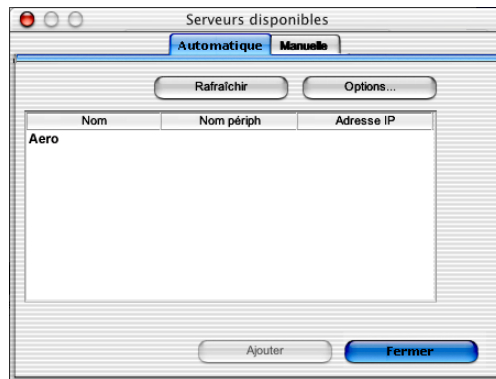 Serveurs disponibles
Automatique Manuelle
Rafraîchir Options...
Nom Nom périph Adresse IP
Aero
Ajouter Fermer